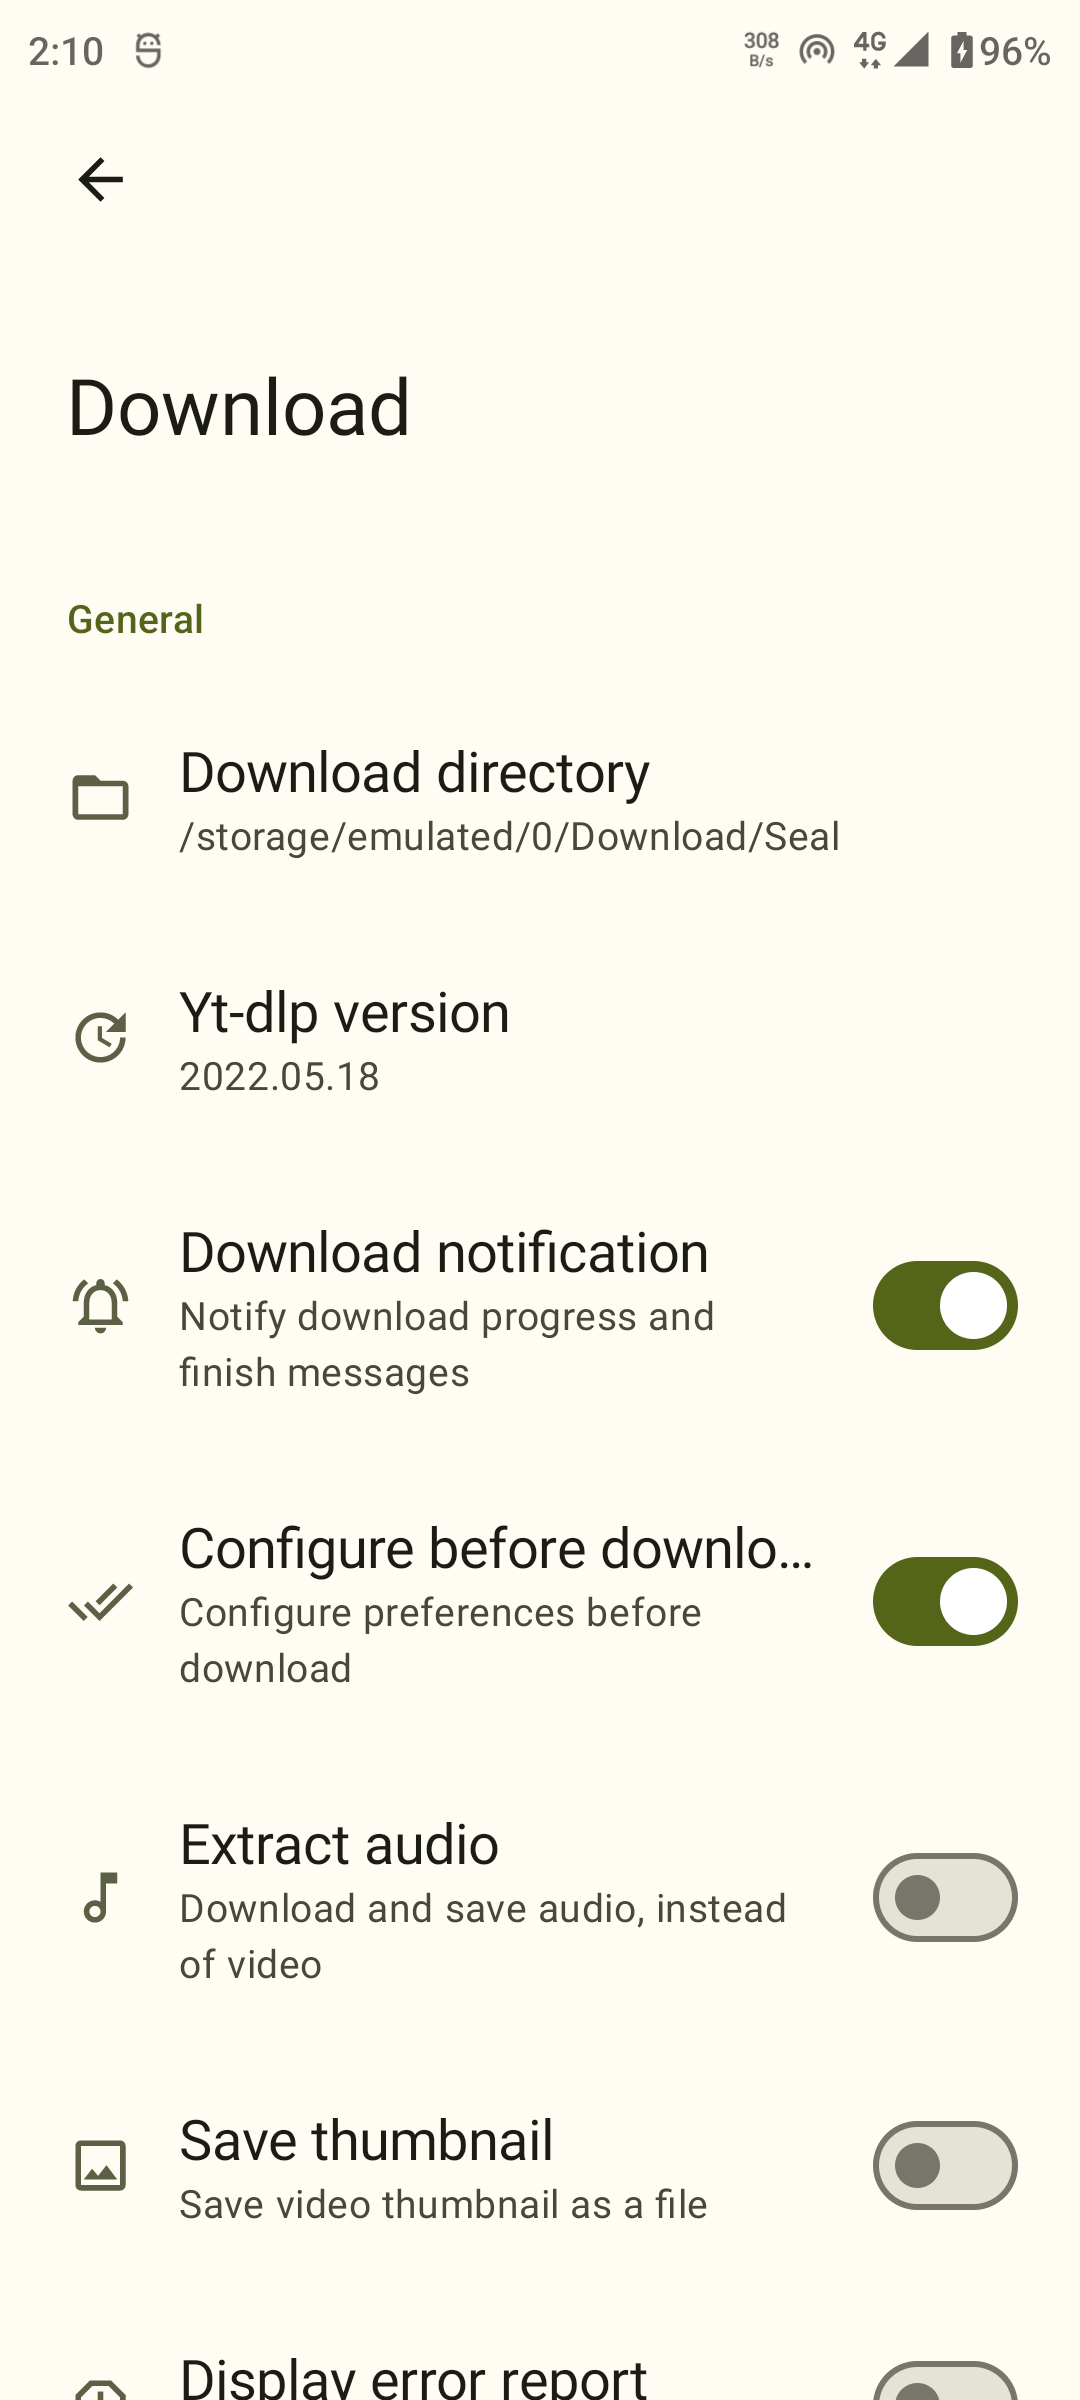 2:10
308
B/s
4G
96%
Download
General
Download directory
/storage/emulated/0/Download/Seal
Yt-dlp version
2022.05.18
Download notification
Notify download progress and
finish messages
Configure before downlo...
Configure preferences before
download
Extract audio
Download and save audio, instead
of video
Save thumbnail
Save video thumbnail as a file
Display error report